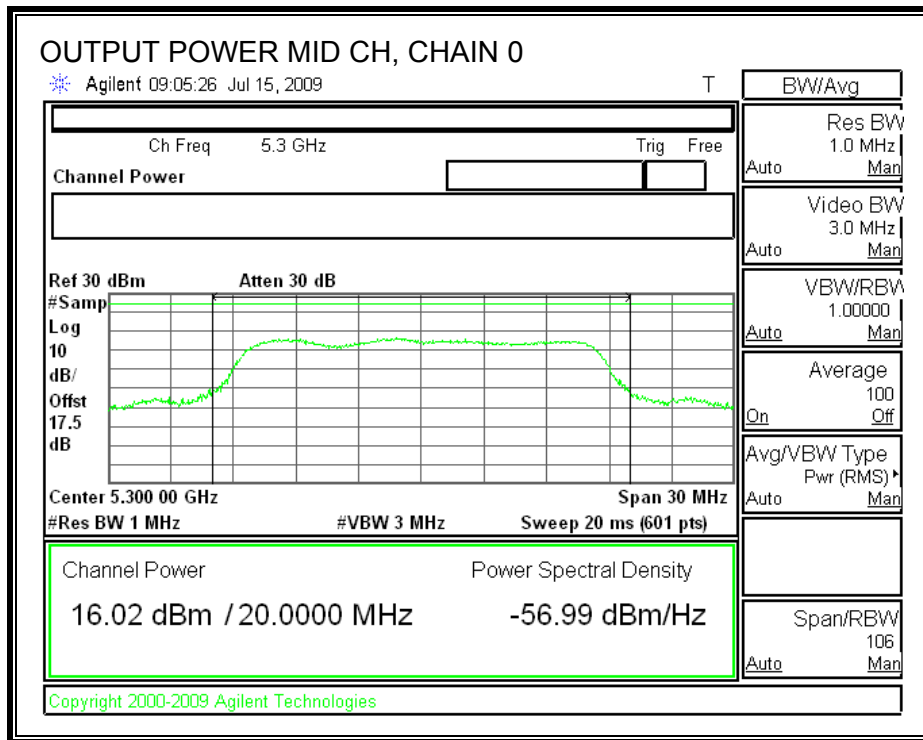 OUTPUT POWER MID CH, CHAIN 0
Agilent 09:05:26 Jul 15, 2009 T
Ch Freq 5.3 GHz Trig Free
Channel Power
Ref 30 dBm Atten 30 dB
#Samp
Log
10
dB/
Offst
17.5
dB
Center 5.300 00 GHz Span 30 MHz
#Res BW 1 MHz #VBW 3 MHz Sweep 20 ms (601 pts)
Channel Power Power Spectral Density
16.02 dBm / 20.0000 MHz -56.99 dBm/Hz
Copyright 2000-2009 Agilent Technologies
BW/Avg
Res BW
1.0 MHz
Auto Man
Video BW
3.0 MHz
Auto Man
VBW/RBW
1.00000
Auto Man
Average
100
On Off
Avg/VBW Type
Pwr (RMS)
Auto Man
Span/RBW
106
Auto Man